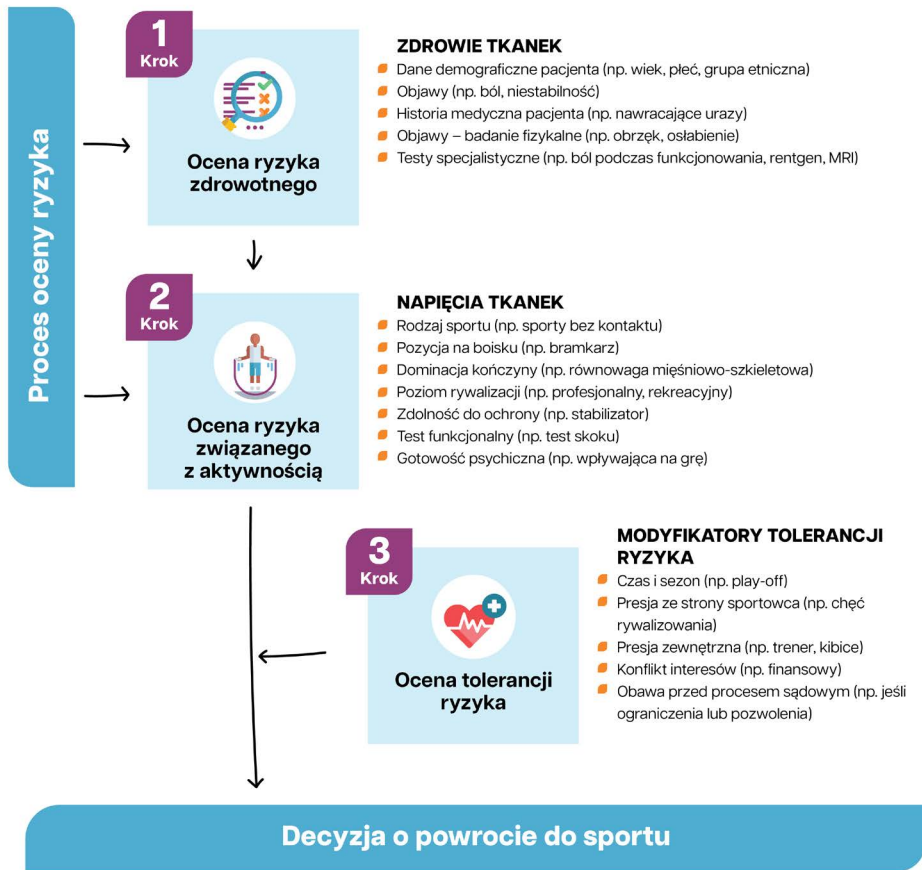 Proces oceny ryzyka
1
Krok
Ocena ryzyka
zdrowotnego
ZDROWIE TKANEK
Dane demograficzne pacjenta (np. wiek, płeć, grupa etniczna)
Objawy (np. ból, niestabilność)
Historia medyczna pacjenta (np. nawracające urazy)
Objawy – badanie fizykalne (np. obrzęk, osłabienie)
Testy specjalistyczne (np. ból podczas funkcjonowania, rentgen, MRI)
2
Krok
Ocena ryzyka
związanego
z aktywnością
NAPIĘCIA TKANEK
Rodzaj sportu (np. sporty bez kontaktu)
Pozycja na boisku (np. bramkarz)
Dominacja kończyny (np. równowaga mięśniowo-szkieletowa)
Poziom rywalizacji (np. profesjonalny, rekreacyjny)
Zdolność do ochrony (np. stabilizator)
Test funkcjonalny (np. test skoku)
Gotowość psychiczna (np. wpływająca na grę)
3
Krok
Ocena tolerancji
ryzyka
MODYFIKATORY TOLERANCJI
RYZYKA
Czas i sezon (np. play-off)
Presja ze strony sportowca (np. chęć
rywalizowania)
Presja zewnętrzna (np. trener, kibice)
Konflikt interesów (np. finansowy)
Obawa przed procesem sądowym (np. jeśli
ograniczenia lub pozwolenia)
Decyzja o powrocie do sportu